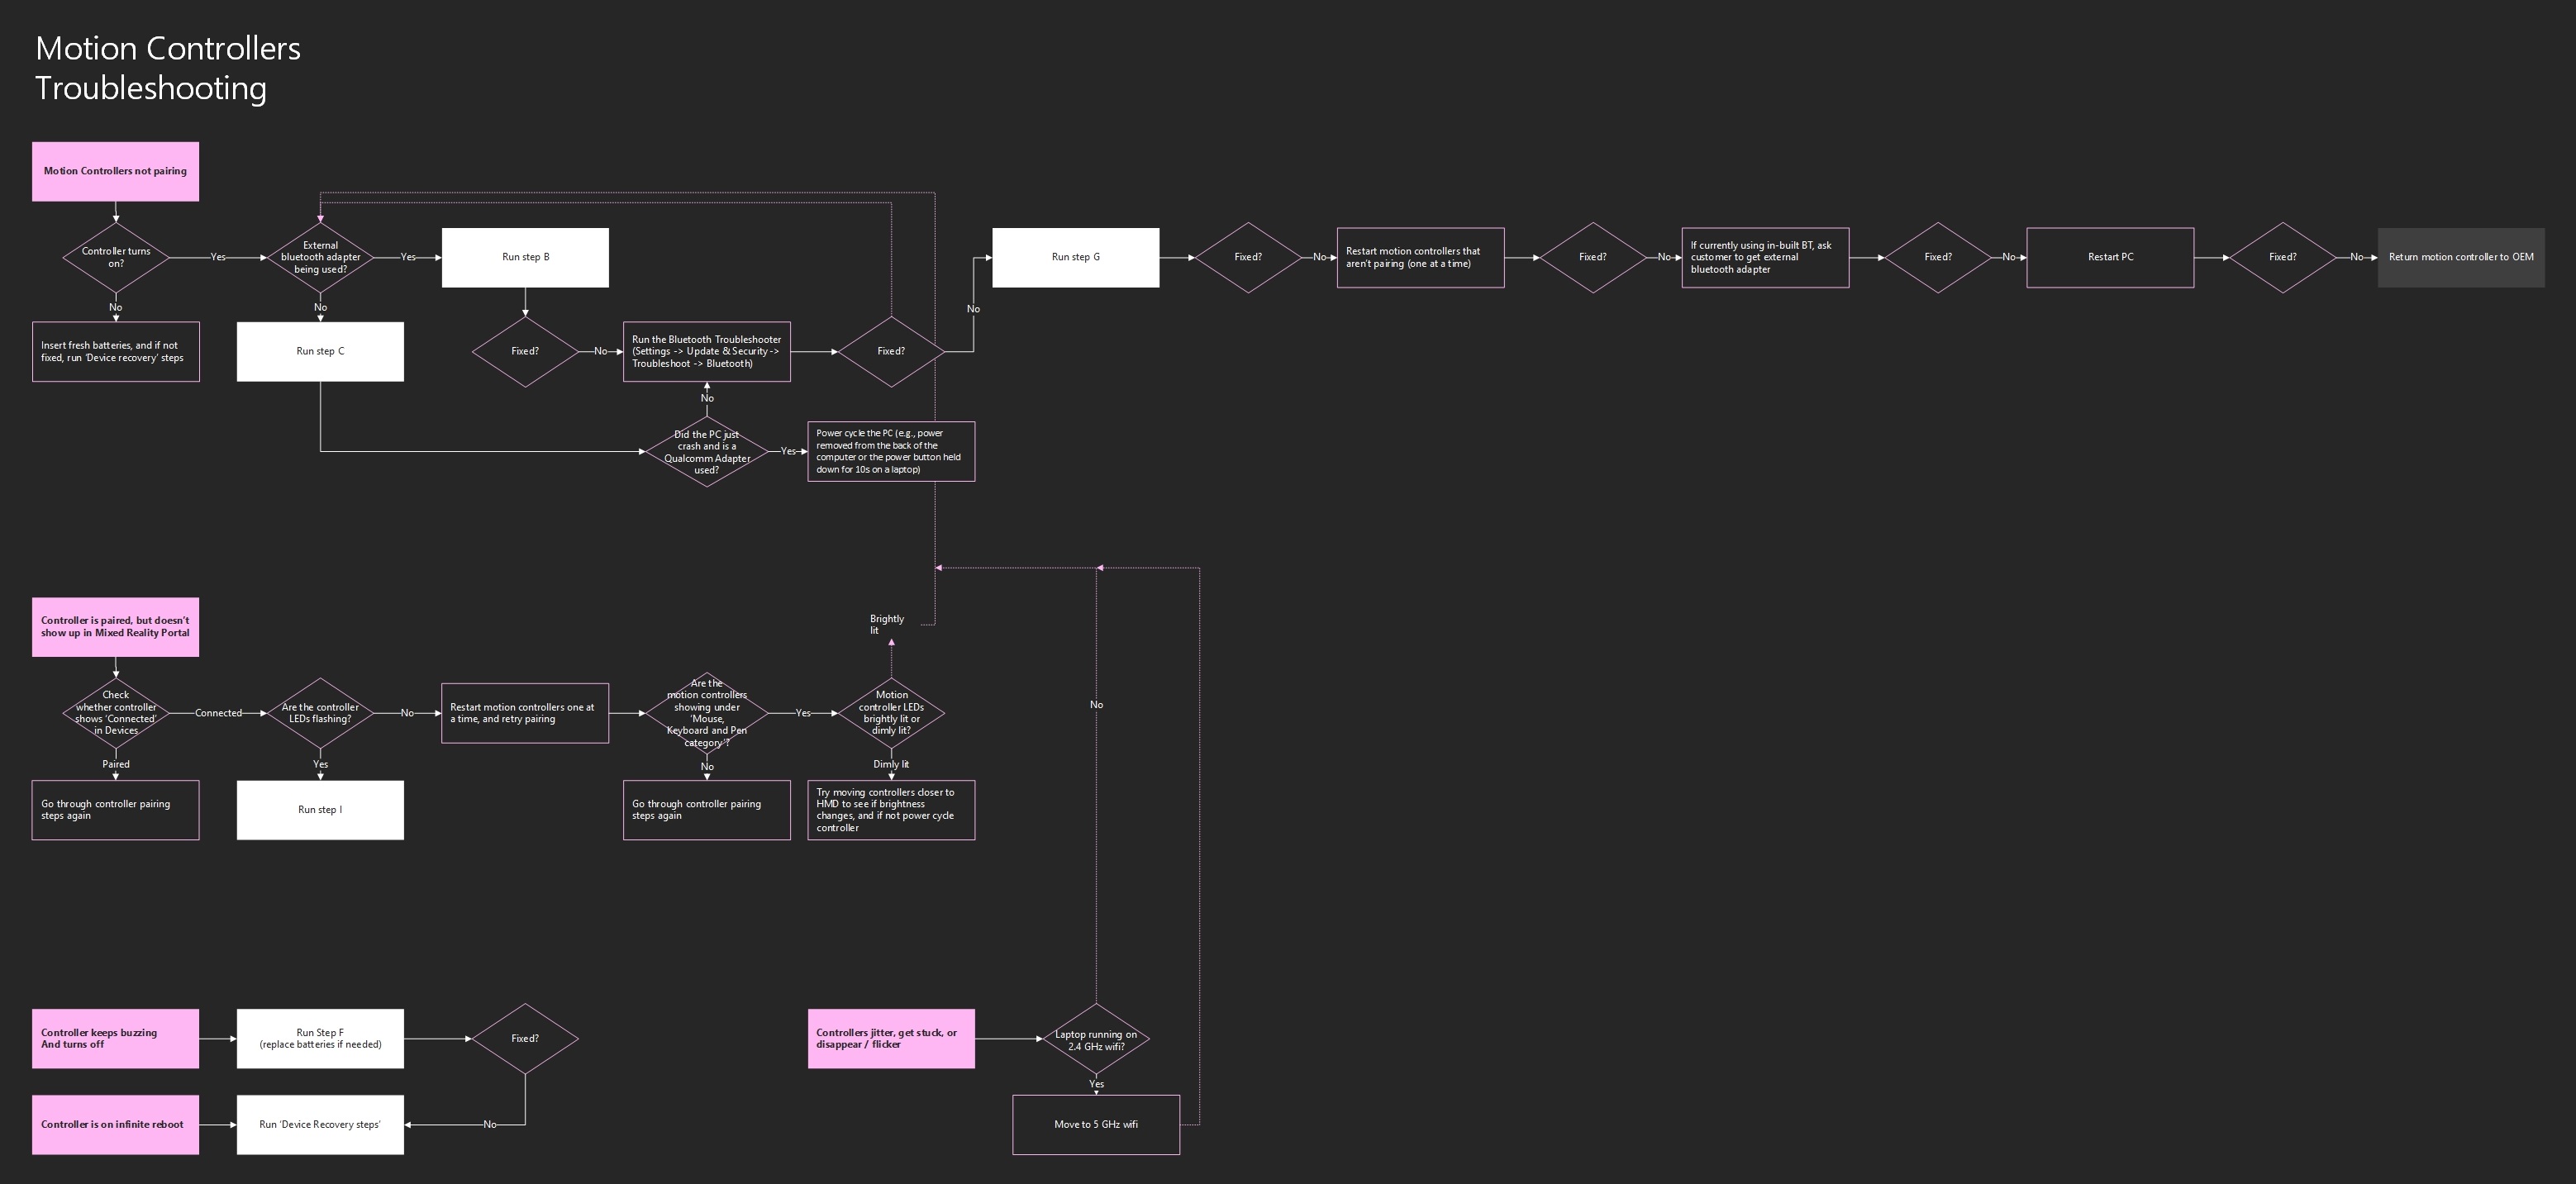 Motion Controllers
Troubleshooting
Motion Controllers not pairing
Controller turns
on?
Yes
No
Insert fresh batteries, and if not
fixed, run ‘Device recovery’ steps
External
bluetooth adapter
being used?
Yes
No
Run step C
Run step B
Fixed?
No
Run the Bluetooth Troubleshooter
(Settings -> Update & Security ->
Troubleshoot -> Bluetooth)
Fixed?
No
No
Did the PC just
crash and is a
Qualcomm Adapter
used?
Yes
Power cycle the PC (e.g., power
removed from the back of the
computer or the power button held
down for 10s on a laptop)
Run step G
Fixed?
No
Restart motion controllers that
aren’t pairing (one at a time)
Fixed?
No
If currently using in-built BT, ask
customer to get external
bluetooth adapter
Fixed?
No
Restart PC
Fixed?
No
Return motion controller to OEM
Controller is paired, but doesn’t
show up in Mixed Reality Portal
Check
whether controller
shows ‘Connected’
in Devices
Connected
Paired
Go through controller pairing
steps again
Are the controller
LEDs flashing?
No
Yes
Run step I
Restart motion controllers one at
a time, and retry pairing
Are the
motion controllers
showing under
‘Mouse,
Keyboard and Pen
category’?
Yes
No
Go through controller pairing
steps again
Brightly
lit
Motion
controller LEDs
brightly lit or
dimly lit?
Dimly lit
Try moving controllers closer to
HMD to see if brightness
changes, and if not power cycle
controller
No
Controller keeps buzzing
And turns off
Run Step F
(replace batteries if needed)
Fixed?
No
Controller is on infinite reboot
Run ‘Device Recovery steps’
Controllers jitter, get stuck, or
disappear / flicker
Laptop running on
2.4 GHz wifi?
Yes
Move to 5 GHz wifi